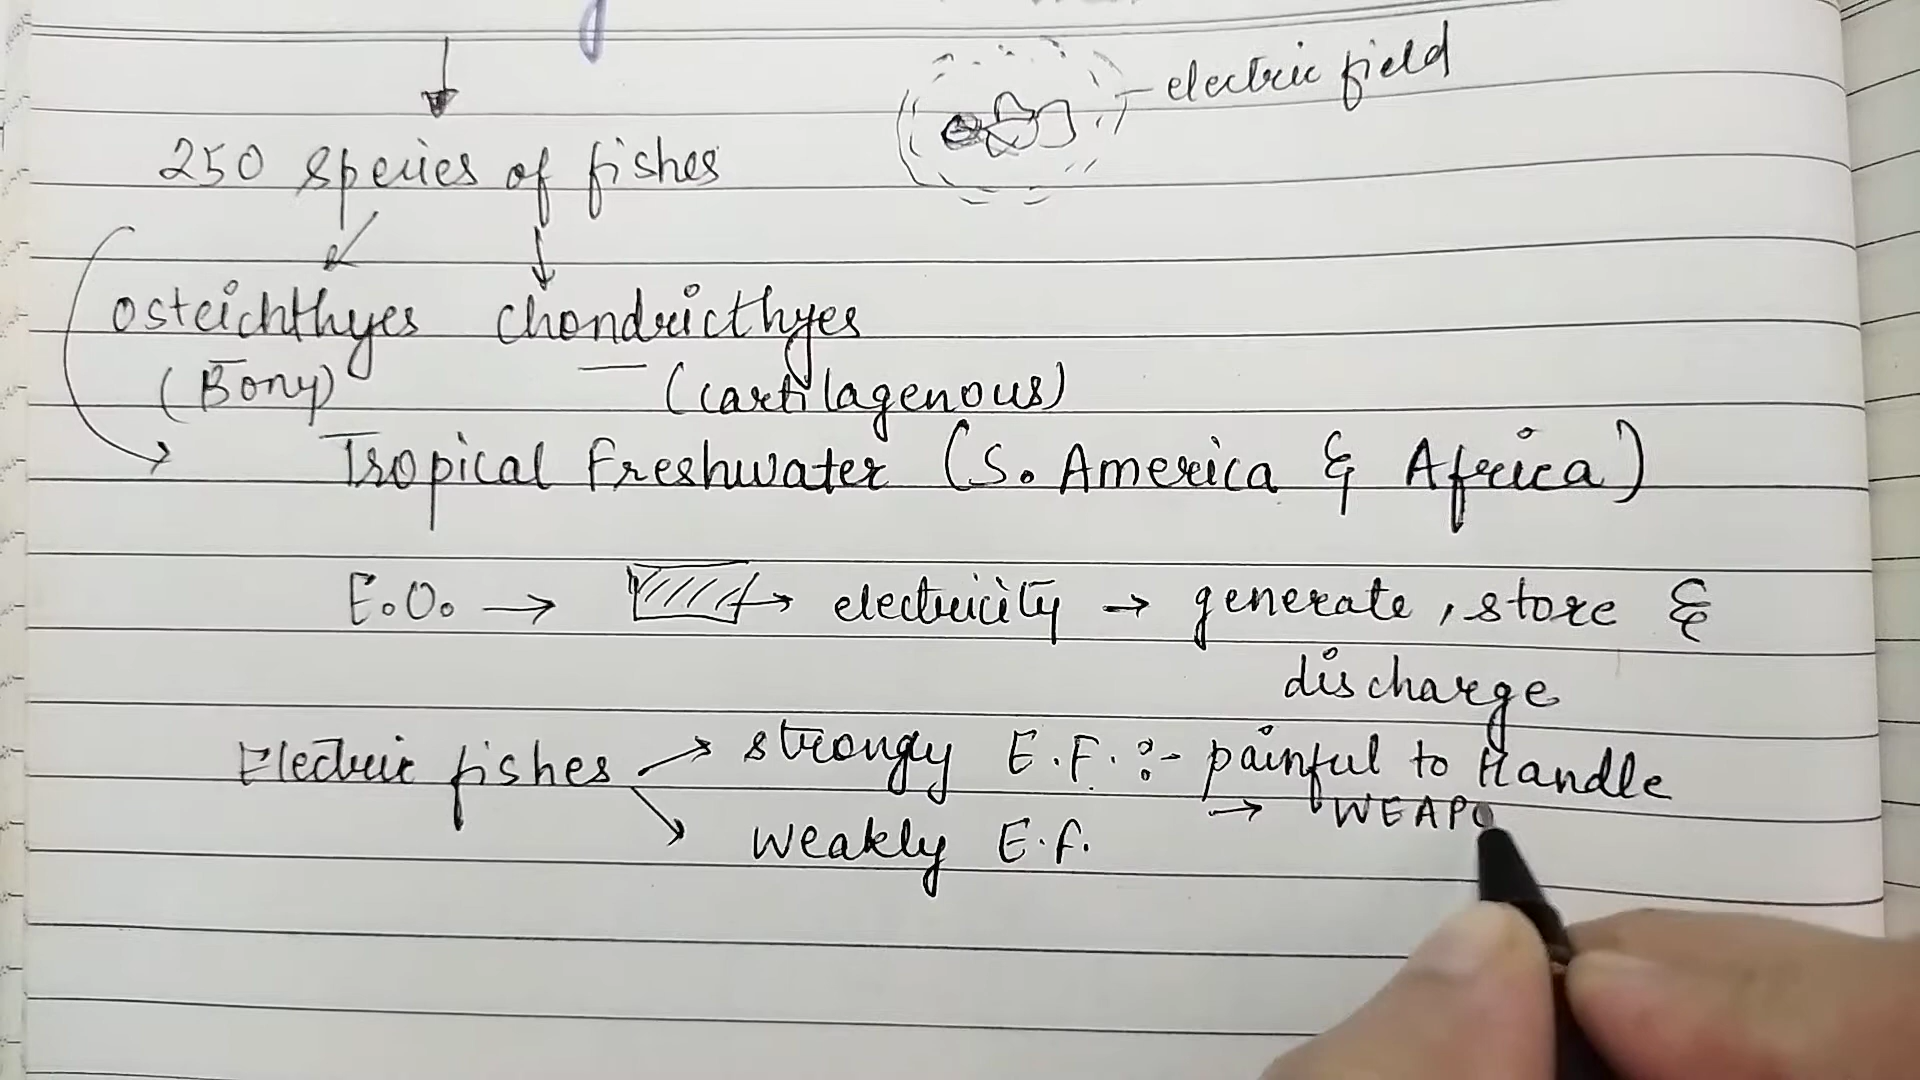 electric field
250 species of fishes
Osteichthyes chondricthyes
(Bony) (cartilagenous)
Tropical Freshwater (S. America & Africa)
E.O. → → electricity → generate, store &
discharge
Electric fishes → strongy E.F. :- painful to Handle
→ WEAPO
→ weakly E.f.